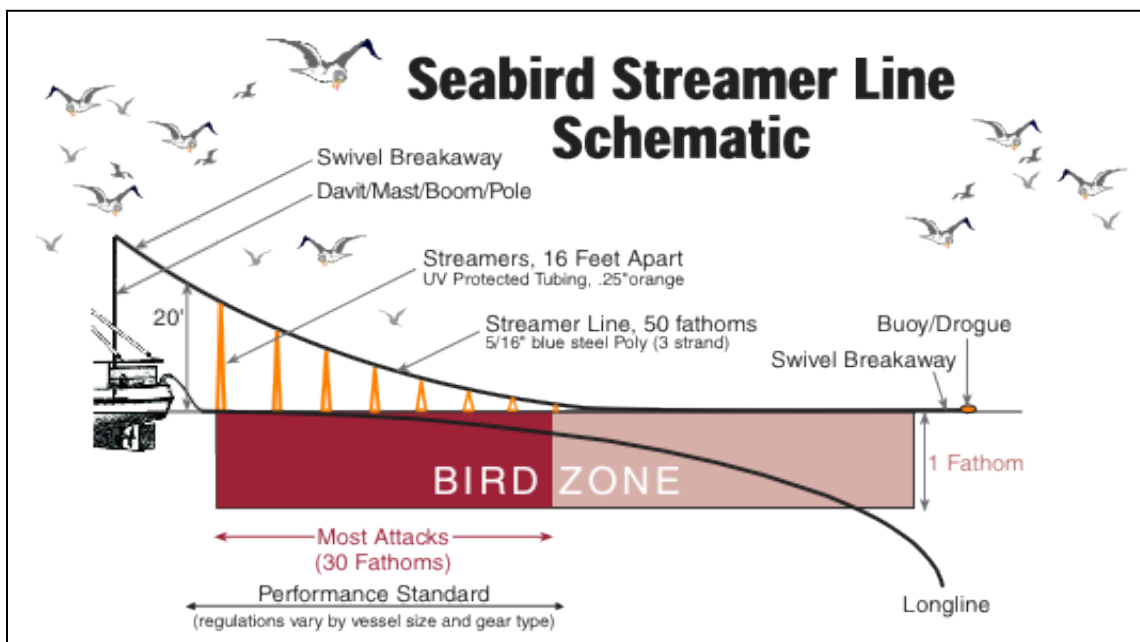 Seabird Streamer Line
Schematic
Swivel Breakaway
Davit/Mast/Boom/Pole
Streamers, 16 Feet Apart
UV Protected Tubing, .25"orange
20'
Streamer Line, 50 fathoms
5/16" blue steel Poly (3 strand)
Buoy/Drogue
Swivel Breakaway
BIRD ZONE
1 Fathom
Most Attacks
(30 Fathoms)
Performance Standard
(regulations vary by vessel size and gear type)
Longline